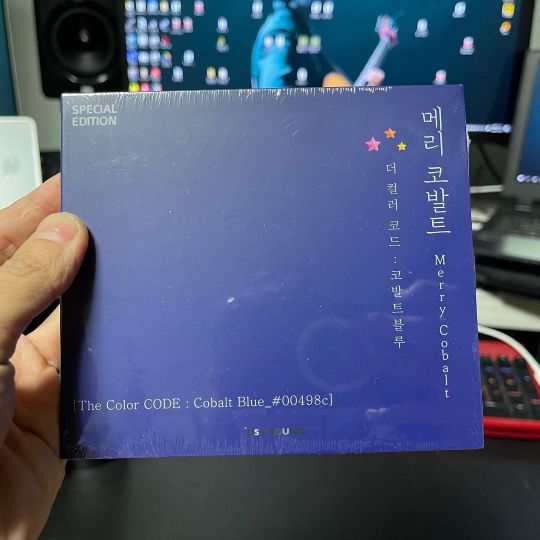 SPECIAL
EDITION
메리 코발트
Merry Cobalt
더 컬러 코드 : 코발트블루
[The Color CODE : Cobalt Blue_#00498c]